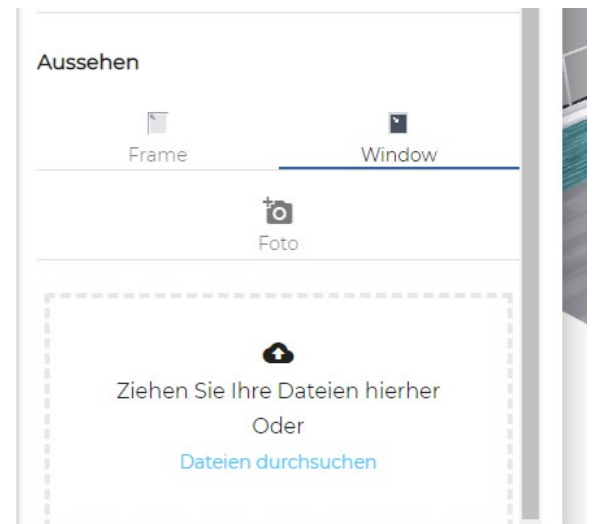 Aussehen
Frame Window
Foto
Ziehen Sie Ihre Dateien hierher
Oder
Dateien durchsuchen